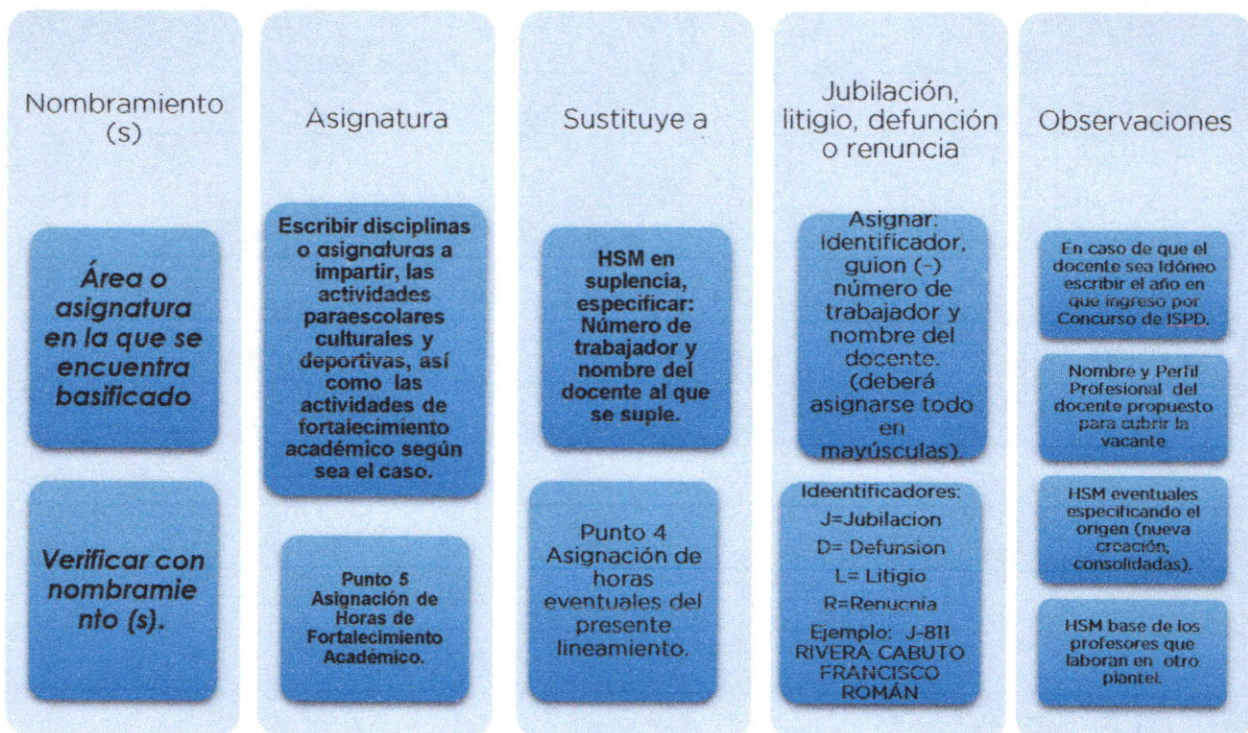 Nombramiento
(s)
Área o
asignatura
en la que se
encuentra
basificado
Verificar con
nombramie
nto (s).
Asignatura
Escribir disciplinas
o asignaturas a
impartir, las
actividades
paraescolares
culturales y
deportivas, así
como las
actividades de
fortalecimiento
académico según
sea el caso.
Punto 5
Asignación de
Horas de
Fortalecimiento
Académico.
Sustituye a
HSM en
suplencia,
especificar:
Número de
trabajador y
nombre del
docente al que
se suple.
Punto 4
Asignación de
horas
eventuales del
presente
lineamiento.
Jubilación,
litigio, defunción
o renuncia
Asignar:
Identificador,
guion (-)
número de
trabajador y
nombre del
docente.
(deberá
asignarse todo
en
mayúsculas).
Ideentificadores:
J=Jubilacion
D= Defunsion
L= Litigio
R=Renucnia
Ejemplo: J-811
RIVERA CABUTO
FRANCISCO
ROMÁN
Observaciones
En caso de que el
docente sea Idóneo
escribir el año en
que ingreso por
Concurso de ISPD.
Nombre y Perfil
Profesional del
docente propuesto
para cubrir la
vacante
HSM eventuales
especificando el
origen (nueva
creación,
consolidadas).
HSM base de los
profesores que
laboran en otro
plantel.